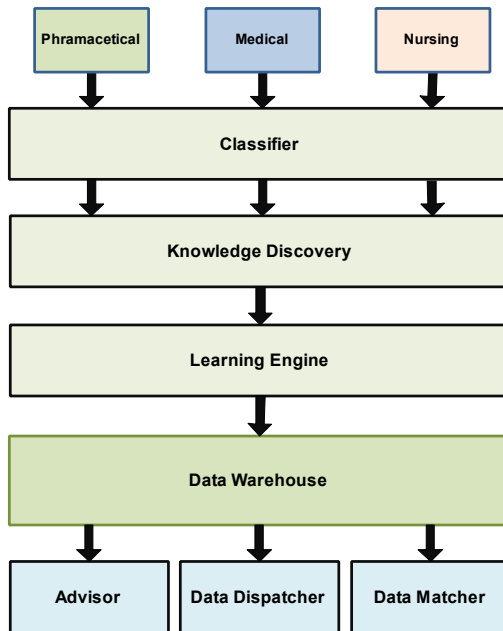 Phramacetical
Medical
Nursing
Classifier
Knowledge Discovery
Learning Engine
Data Warehouse
Advisor
Data Dispatcher
Data Matcher